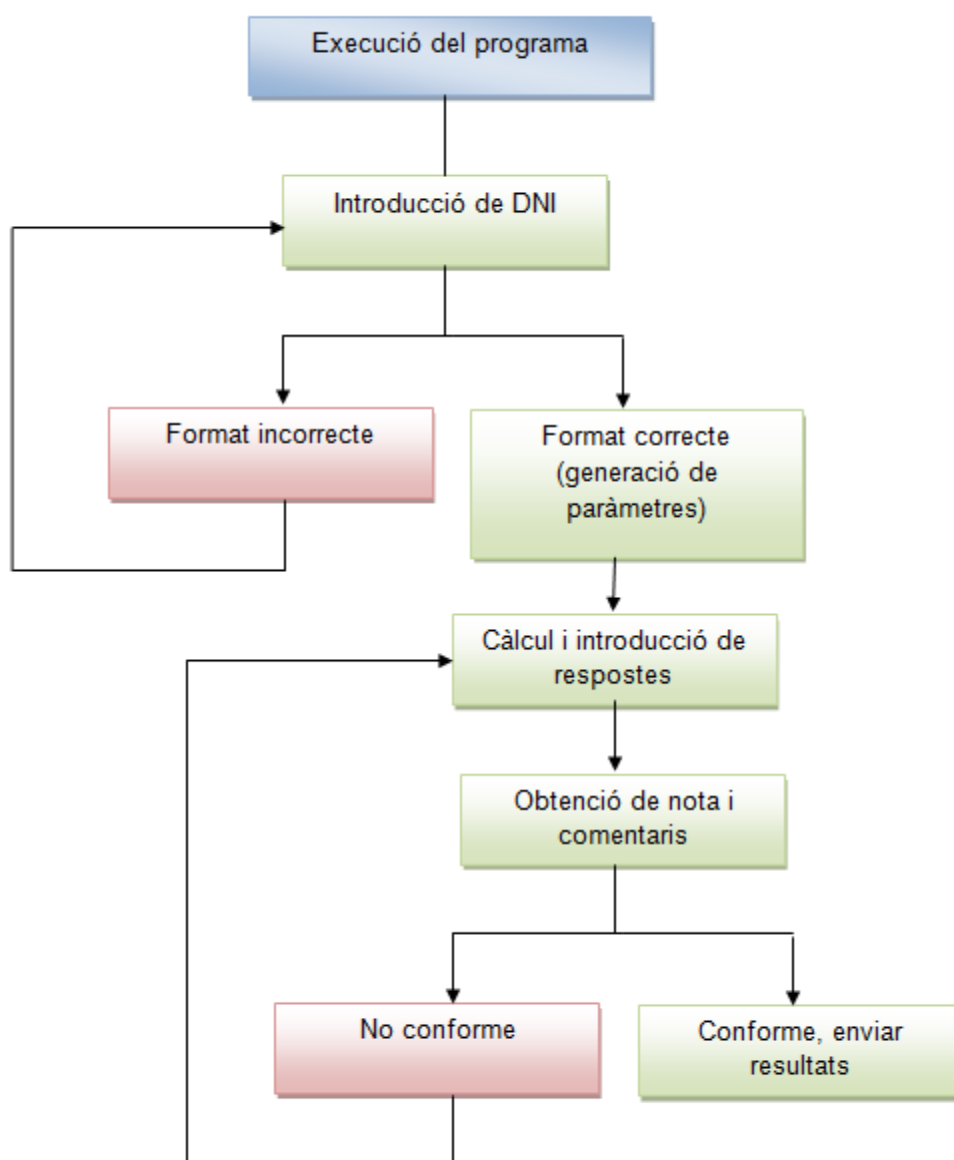 Execució del programa
Introducció de DNI
Format incorrecte
Format correcte
(generació de
paràmetres)
Càlcul i introducció de
respostes
Obtenció de nota i
comentaris
No conforme
Conforme, enviar
resultats